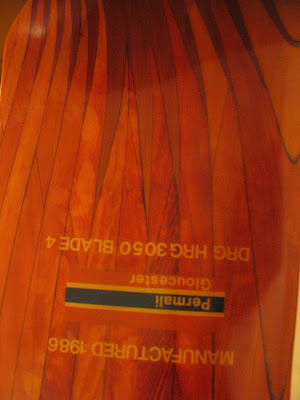 MANUFACTURED 1986
Permali
Gloucester
DRG HRG3050 BLADE 4